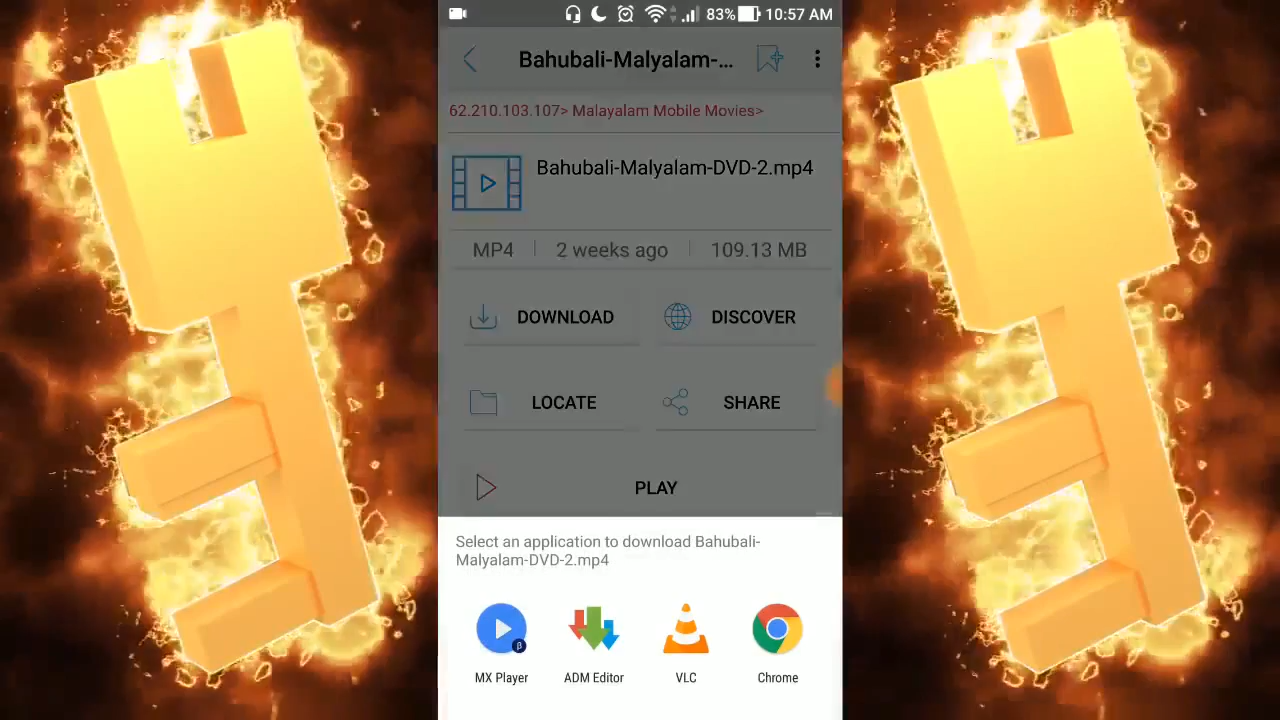 83% 10:57 AM
Bahubali-Malyalam-...
62.210.103.107> Malayalam Mobile Movies>
Bahubali-Malyalam-DVD-2.mp4
MP4 2 weeks ago 109.13 MB
DOWNLOAD DISCOVER
LOCATE SHARE
PLAY
Select an application to download Bahubali-
Malyalam-DVD-2.mp4
β
MX Player ADM Editor VLC Chrome